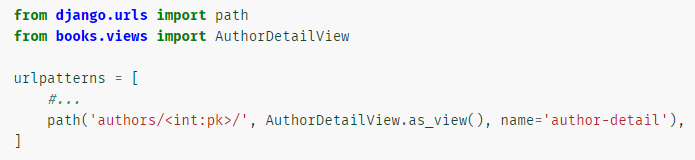 from django.urls import path
from books.views import AuthorDetailView

urlpatterns = [
    #...
    path('authors/<int:pk>/', AuthorDetailView.as_view(), name='author-detail'),
]